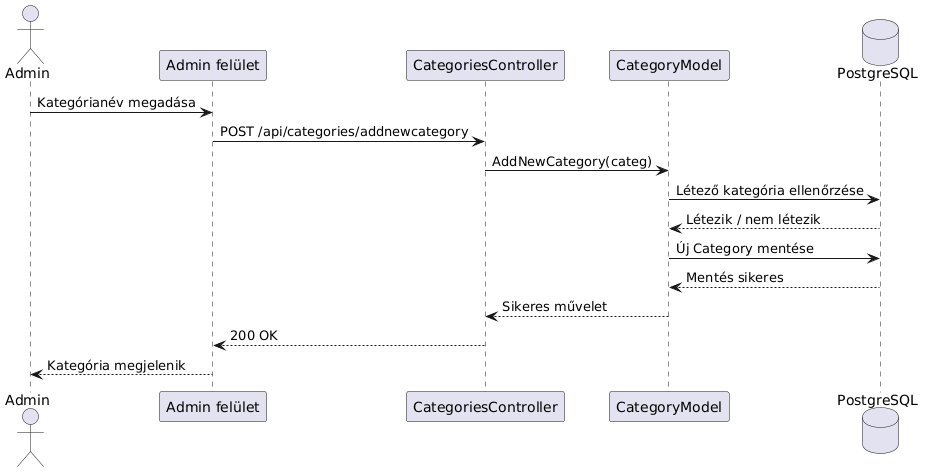 Admin
Admin felület
CategoriesController
CategoryModel
PostgreSQL
Kategórianév megadása
POST /api/categories/addnewcategory
AddNewCategory(categ)
Létező kategória ellenőrzése
Létezik / nem létezik
Új Category mentése
Mentés sikeres
Sikeres művelet
200 OK
Kategória megjelenik
Admin
Admin felület
CategoriesController
CategoryModel
PostgreSQL